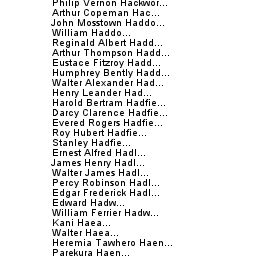 Philip Vernon Hackwor...
Arthur Copeman Hac...
John Mosstown Haddo...
William Haddo...
Reginald Albert Hadd...
Arthur Thompson Hadd...
Eustace Fitzroy Hadd...
Humphrey Bently Hadd...
Walter Alexander Had...
Henry Leander Had...
Harold Bertram Hadfie...
Darcy Clarence Hadfie...
Evered Rogers Hadfie...
Roy Hubert Hadfie...
Stanley Hadfie...
Ernest Alfred Hadl...
James Henry Hadl...
Walter James Hadl...
Percy Robinson Hadl...
Edgar Frederick Hadl...
Edward Hadw...
William Ferrier Hadw...
Kani Haea...
Walter Haea...
Heremia Tawhero Haen...
Parekura Haen...